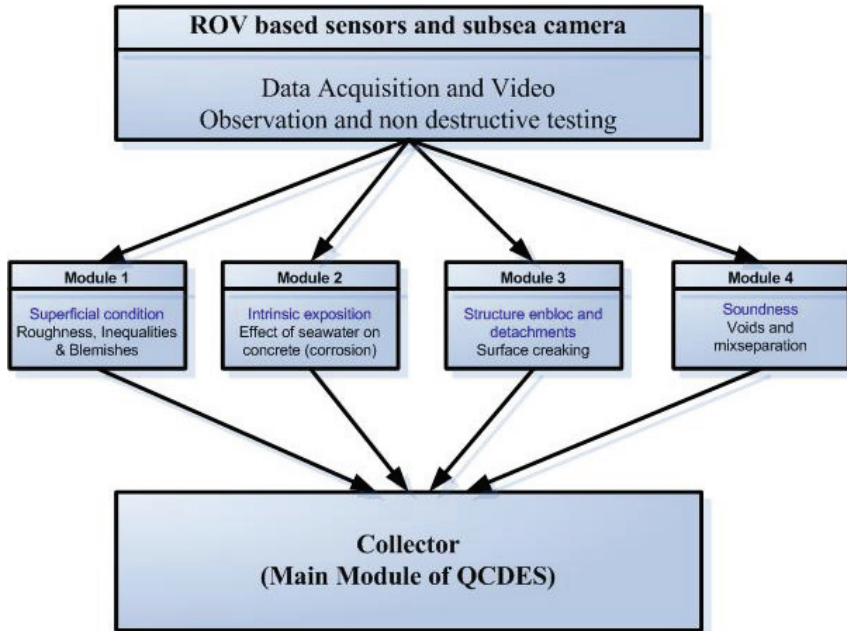 ROV based sensors and subsea camera
Data Acquisition and Video
Observation and non destructive testing
Module 1
Superficial condition
Roughness, Inequalities
& Blemishes
Module 2
Intrinsic exposition
Effect of seawater on
concrete (corrosion)
Module 3
Structure enbloc and
detachments
Surface creaking
Module 4
Soundness
Voids and
mixseparation
Collector
(Main Module of QCDES)